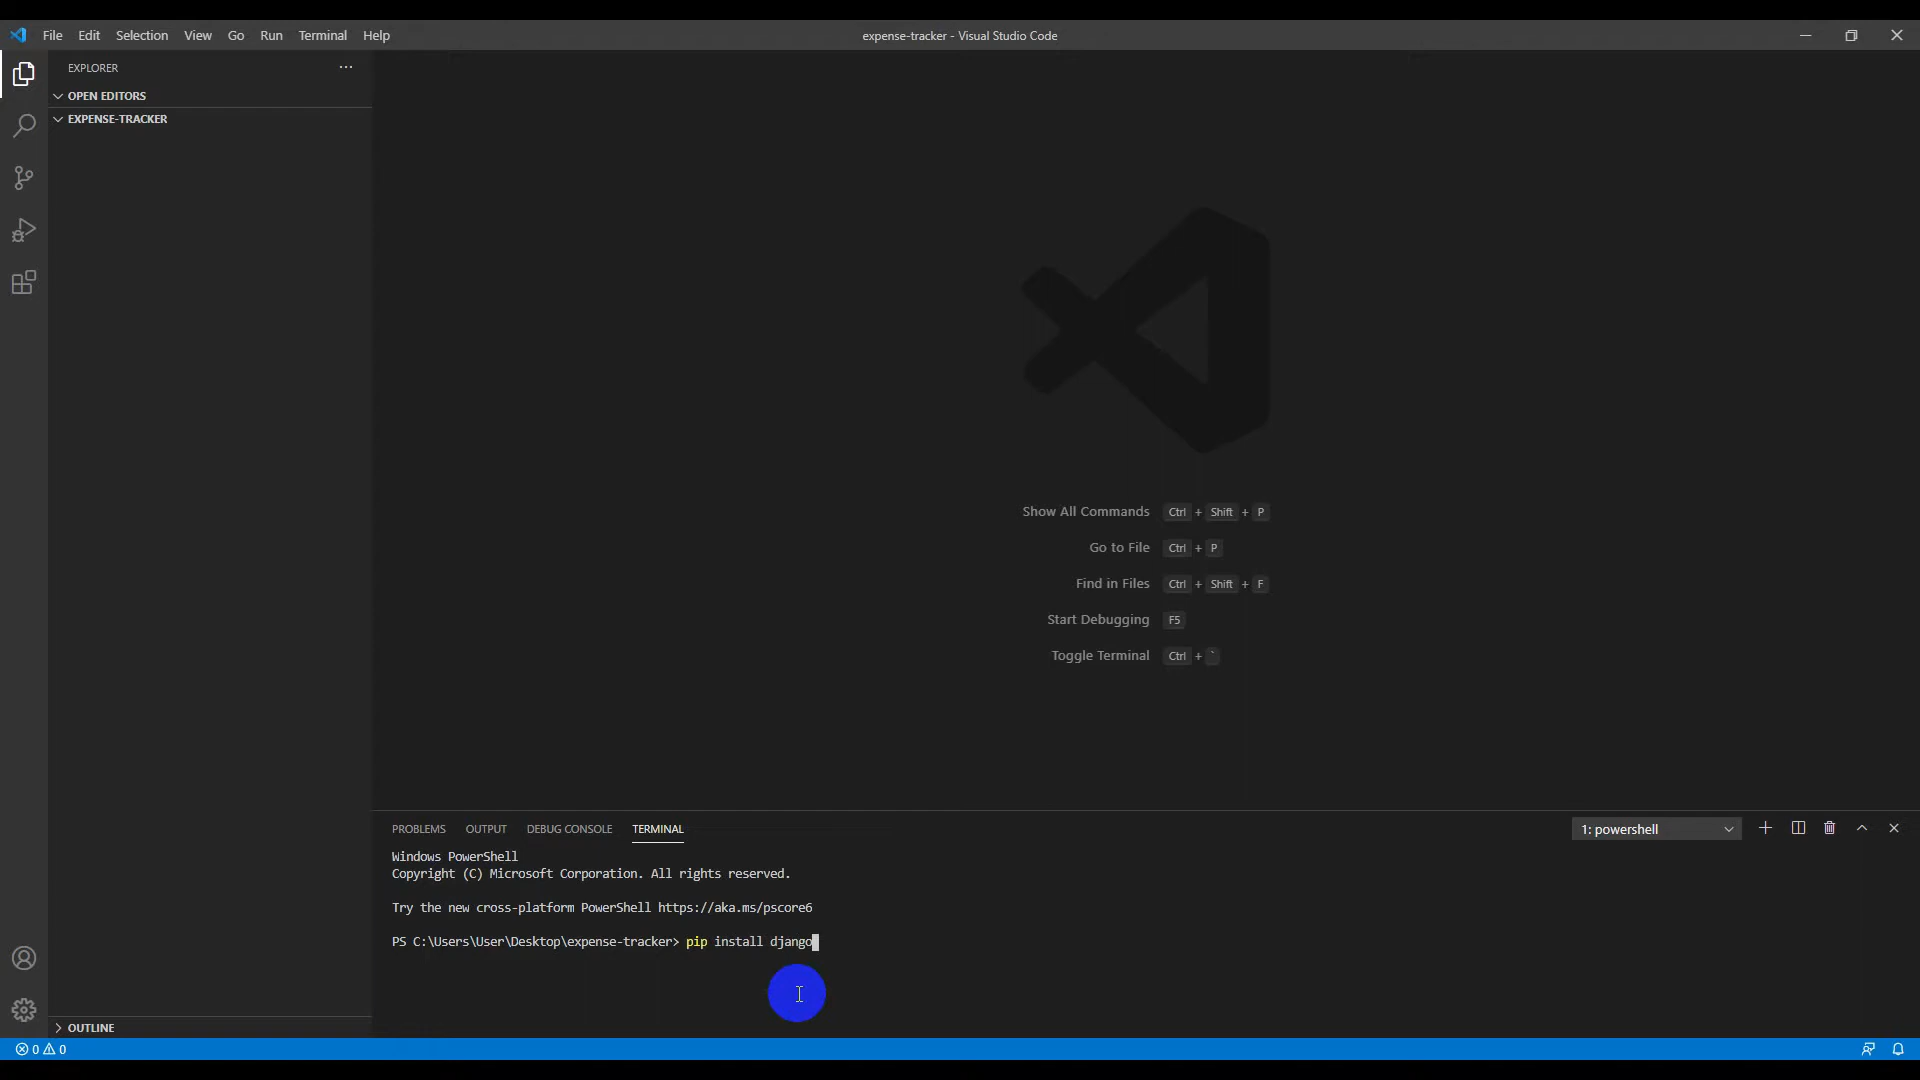 File Edit Selection View Go Run Terminal Help
expense-tracker - Visual Studio Code
EXPLORER
OPEN EDITORS
EXPENSE-TRACKER
Show All Commands Ctrl + Shift + P
Go to File Ctrl + P
Find in Files Ctrl + Shift + F
Start Debugging F5
Toggle Terminal Ctrl + `
PROBLEMS OUTPUT DEBUG CONSOLE TERMINAL
1: powershell
Windows PowerShell
Copyright (C) Microsoft Corporation. All rights reserved.
Try the new cross-platform PowerShell https://aka.ms/pscore6
PS C:\Users\User\Desktop\expense-tracker> pip install django
OUTLINE
0 0